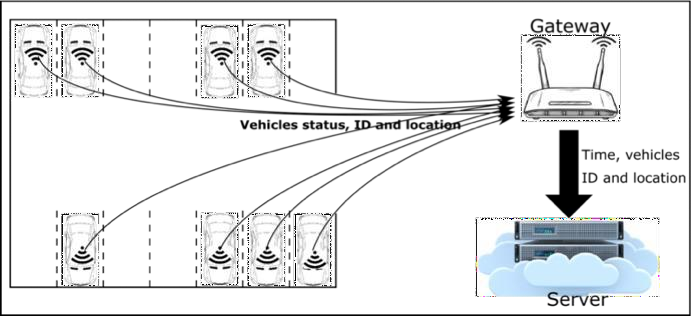 Gateway
Vehicles status, ID and location
Time, vehicles
ID and location
Server